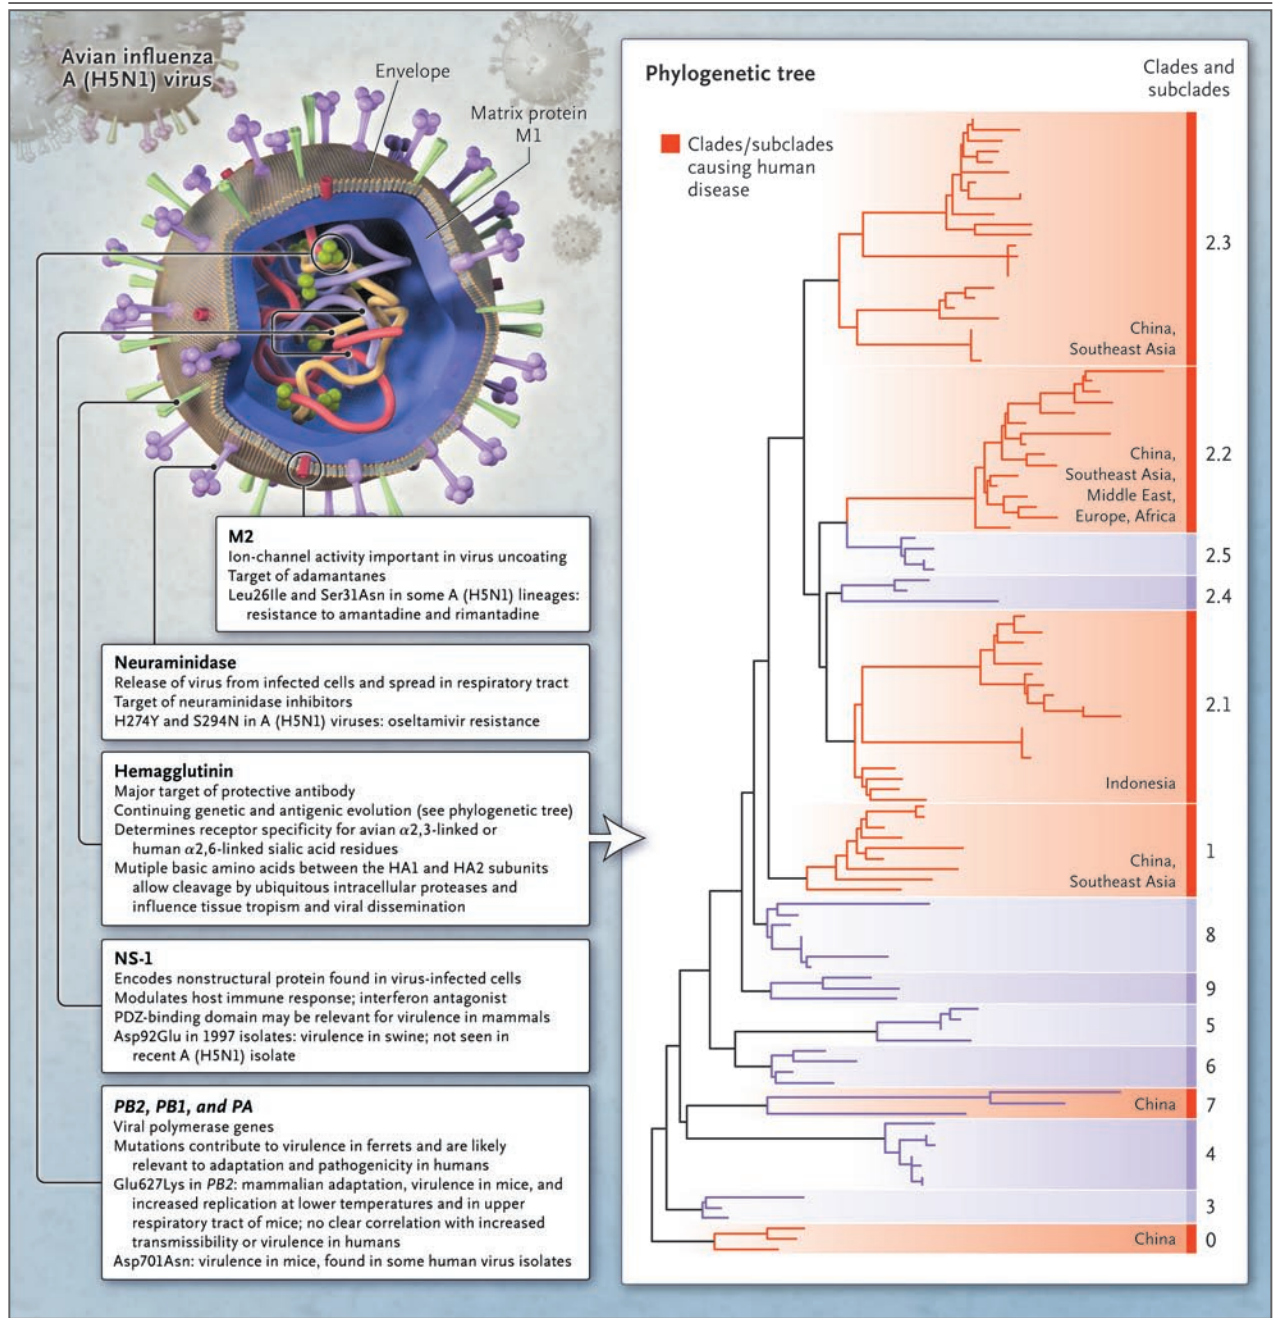 Avian influenza
A (H5N1) virus
Envelope
Matrix protein
M1
M2
Ion-channel activity important in virus uncoating
Target of adamantanes
Leu26Ile and Ser31Asn in some A (H5N1) lineages:
resistance to amantadine and rimantadine
Neuraminidase
Release of virus from infected cells and spread in respiratory tract
Target of neuraminidase inhibitors
H274Y and S294N in A (H5N1) viruses: oseltamivir resistance
Hemagglutinin
Major target of protective antibody
Continuing genetic and antigenic evolution (see phylogenetic tree)
Determines receptor specificity for avian α2,3-linked or
human α2,6-linked sialic acid residues
Mutiple basic amino acids between the HA1 and HA2 subunits
allow cleavage by ubiquitous intracellular proteases and
influence tissue tropism and viral dissemination
NS-1
Encodes nonstructural protein found in virus-infected cells
Modulates host immune response; interferon antagonist
PDZ-binding domain may be relevant for virulence in mammals
Asp92Glu in 1997 isolates: virulence in swine; not seen in
recent A (H5N1) isolate
PB2, PB1, and PA
Viral polymerase genes
Mutations contribute to virulence in ferrets and are likely
relevant to adaptation and pathogenicity in humans
Glu627Lys in PB2: mammalian adaptation, virulence in mice, and
increased replication at lower temperatures and in upper
respiratory tract of mice; no clear correlation with increased
transmissibility or virulence in humans
Asp701Asn: virulence in mice, found in some human virus isolates
Phylogenetic tree
Clades and
subclades
Clades/subclades
causing human
disease
2.3
China,
Southeast Asia
2.2
China,
Southeast Asia,
Middle East,
Europe, Africa
2.5
2.4
2.1
Indonesia
1
China,
Southeast Asia
8
9
5
6
China
7
4
3
China
0